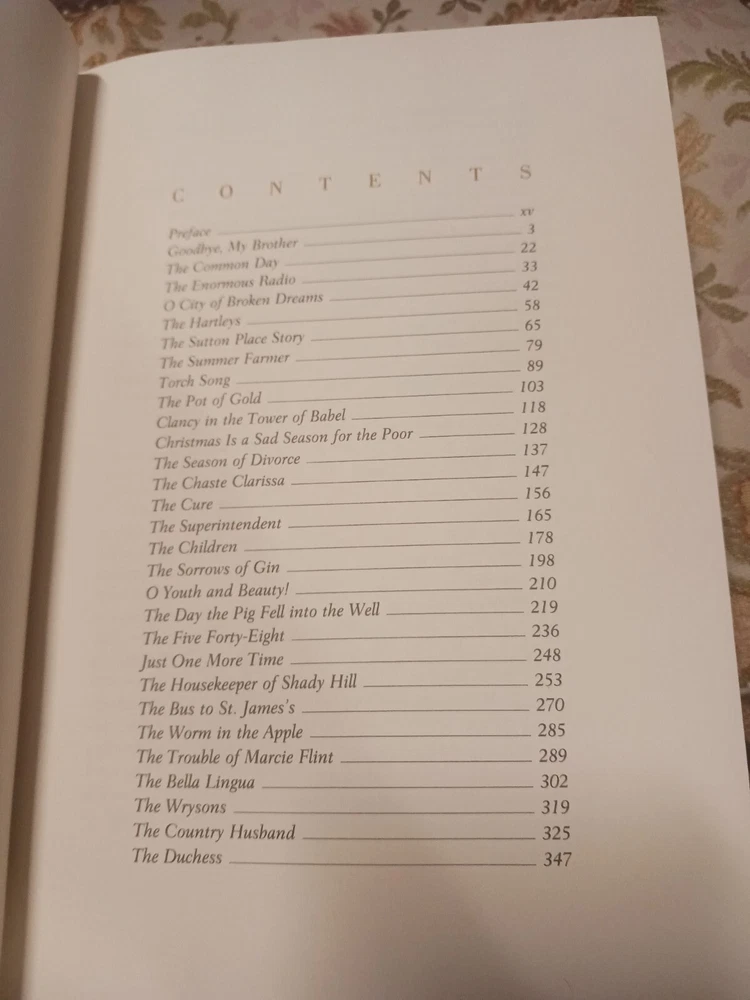 CONTENTS
Preface xv
Goodbye, My Brother 3
The Common Day 22
The Enormous Radio 33
O City of Broken Dreams 42
The Hartleys 58
The Sutton Place Story 65
The Summer Farmer 79
Torch Song 89
The Pot of Gold 103
Clancy in the Tower of Babel 118
Christmas Is a Sad Season for the Poor 128
The Season of Divorce 137
The Chaste Clarissa 147
The Cure 156
The Superintendent 165
The Children 178
The Sorrows of Gin 198
O Youth and Beauty! 210
The Day the Pig Fell into the Well 219
The Five Forty-Eight 236
Just One More Time 248
The Housekeeper of Shady Hill 253
The Bus to St. James's 270
The Worm in the Apple 285
The Trouble of Marcie Flint 289
The Bella Lingua 302
The Wrysons 319
The Country Husband 325
The Duchess 347